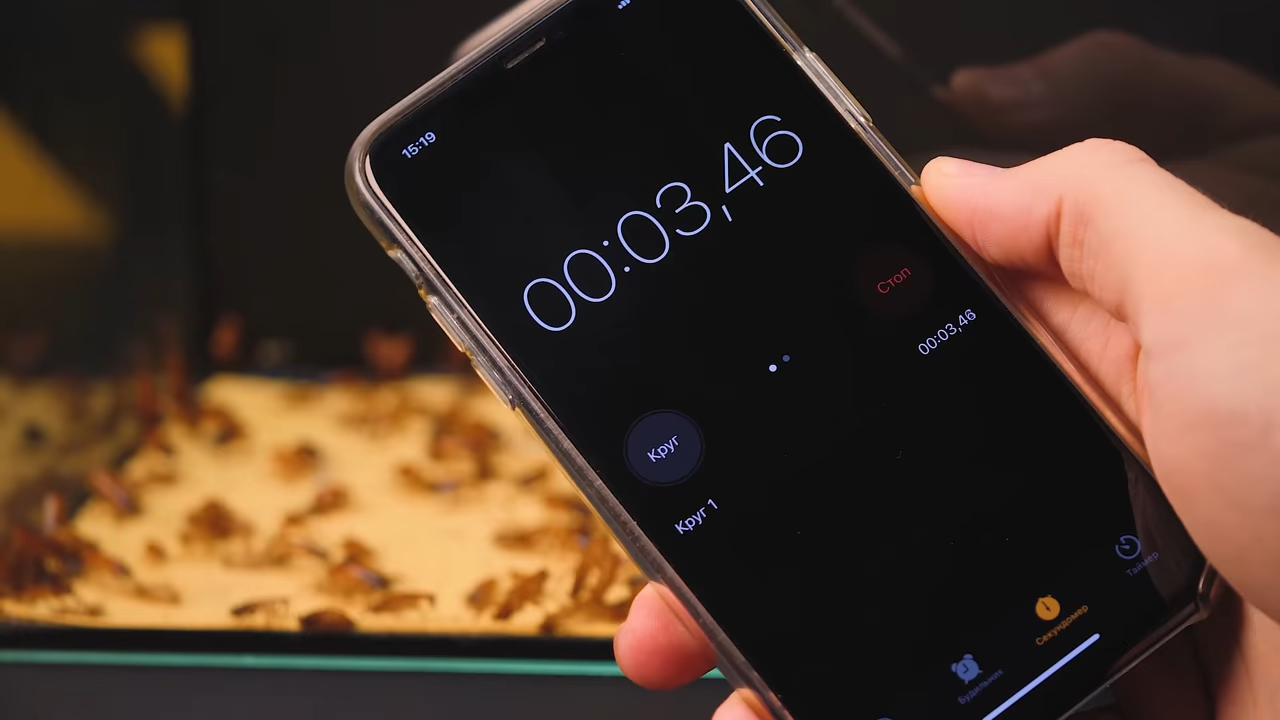 15:19
00:03,46
Круг
Стоп
Круг 1
00:03,46
Будильник
Секундомер
Таймер